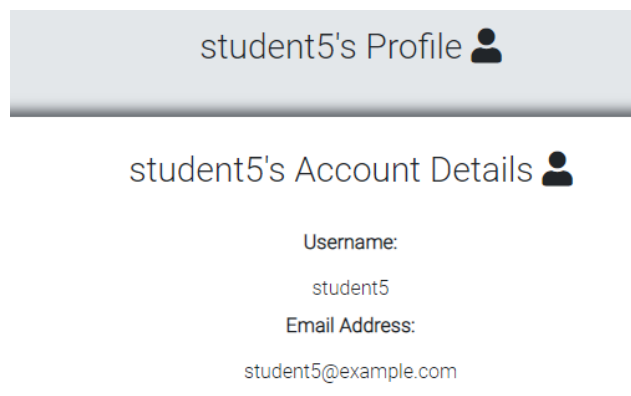 student5's Profile
student5's Account Details
Username:
student5
Email Address:
student5@example.com